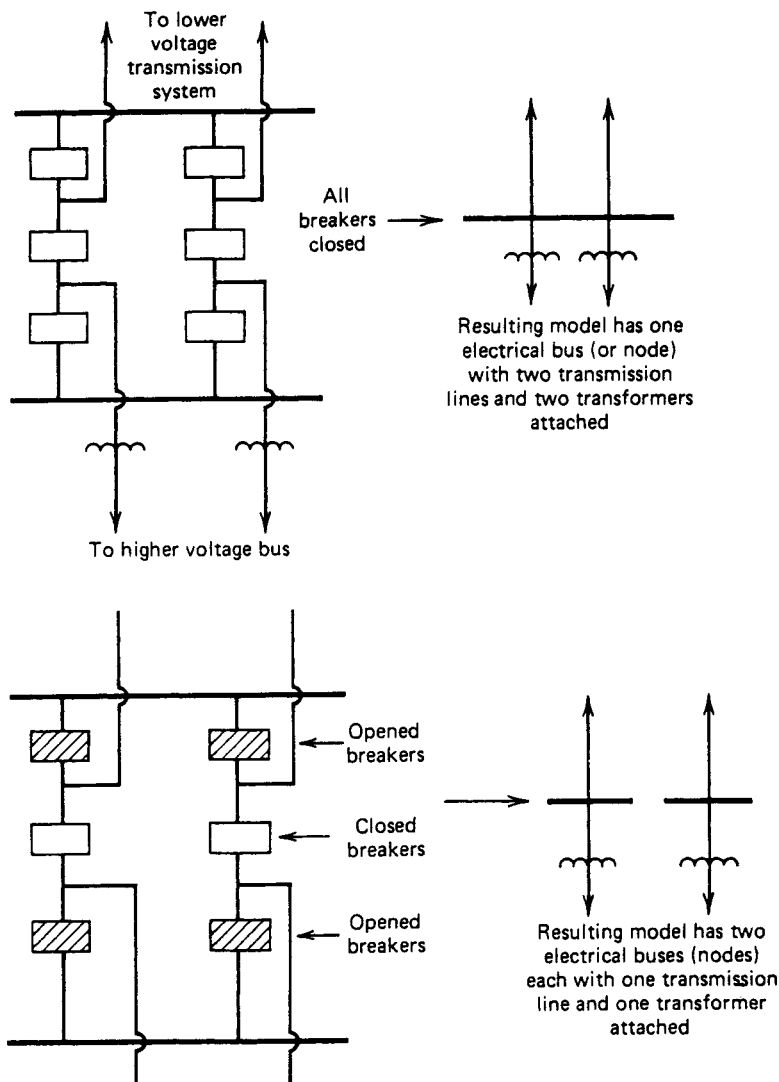 To lower
voltage
transmission
system
All
breakers
closed
Resulting model has one
electrical bus (or node)
with two transmission
lines and two transformers
attached
To higher voltage bus
Opened
breakers
Closed
breakers
Opened
breakers
Resulting model has two
electrical buses (nodes)
each with one transmission
line and one transformer
attached